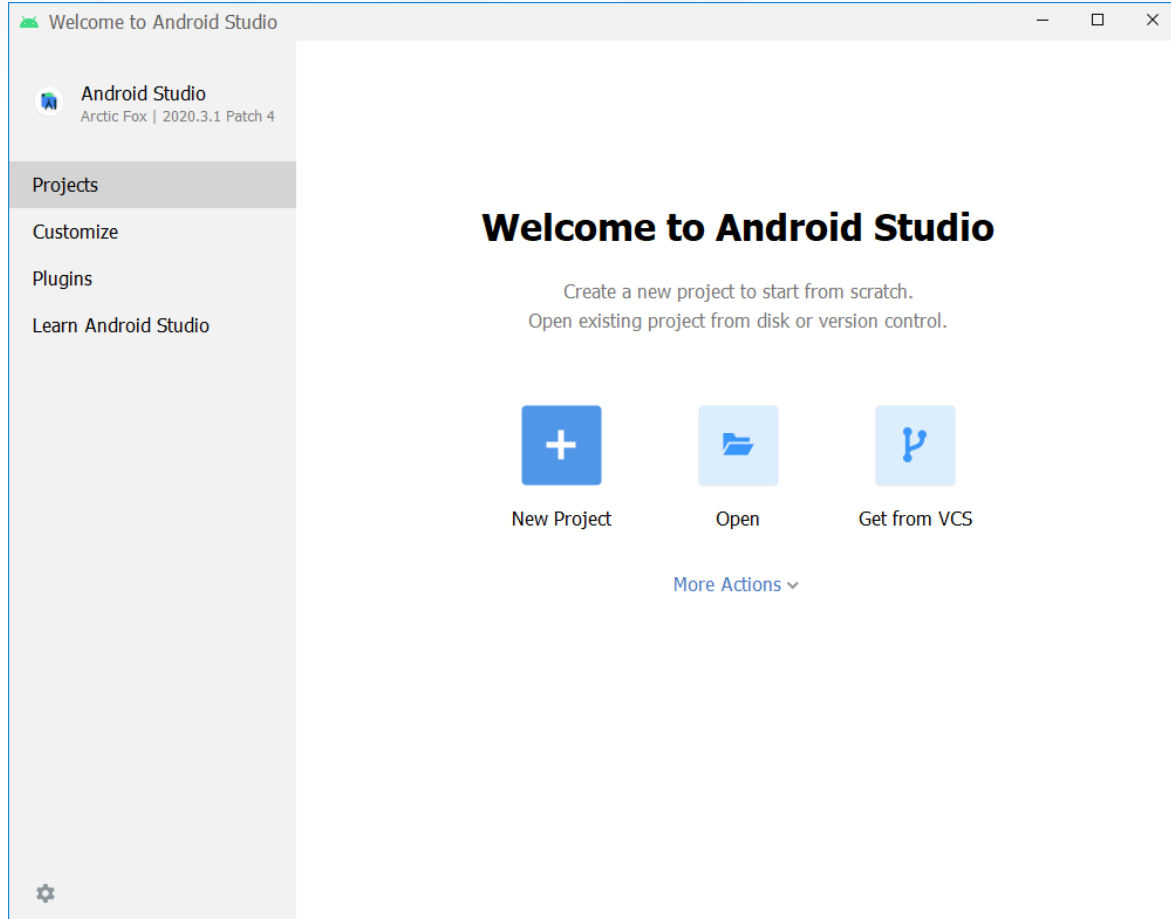 Welcome to Android Studio
Android Studio
Arctic Fox | 2020.3.1 Patch 4
Projects
Customize
Plugins
Learn Android Studio
Welcome to Android Studio
Create a new project to start from scratch.
Open existing project from disk or version control.
New Project
Open
Get from VCS
More Actions